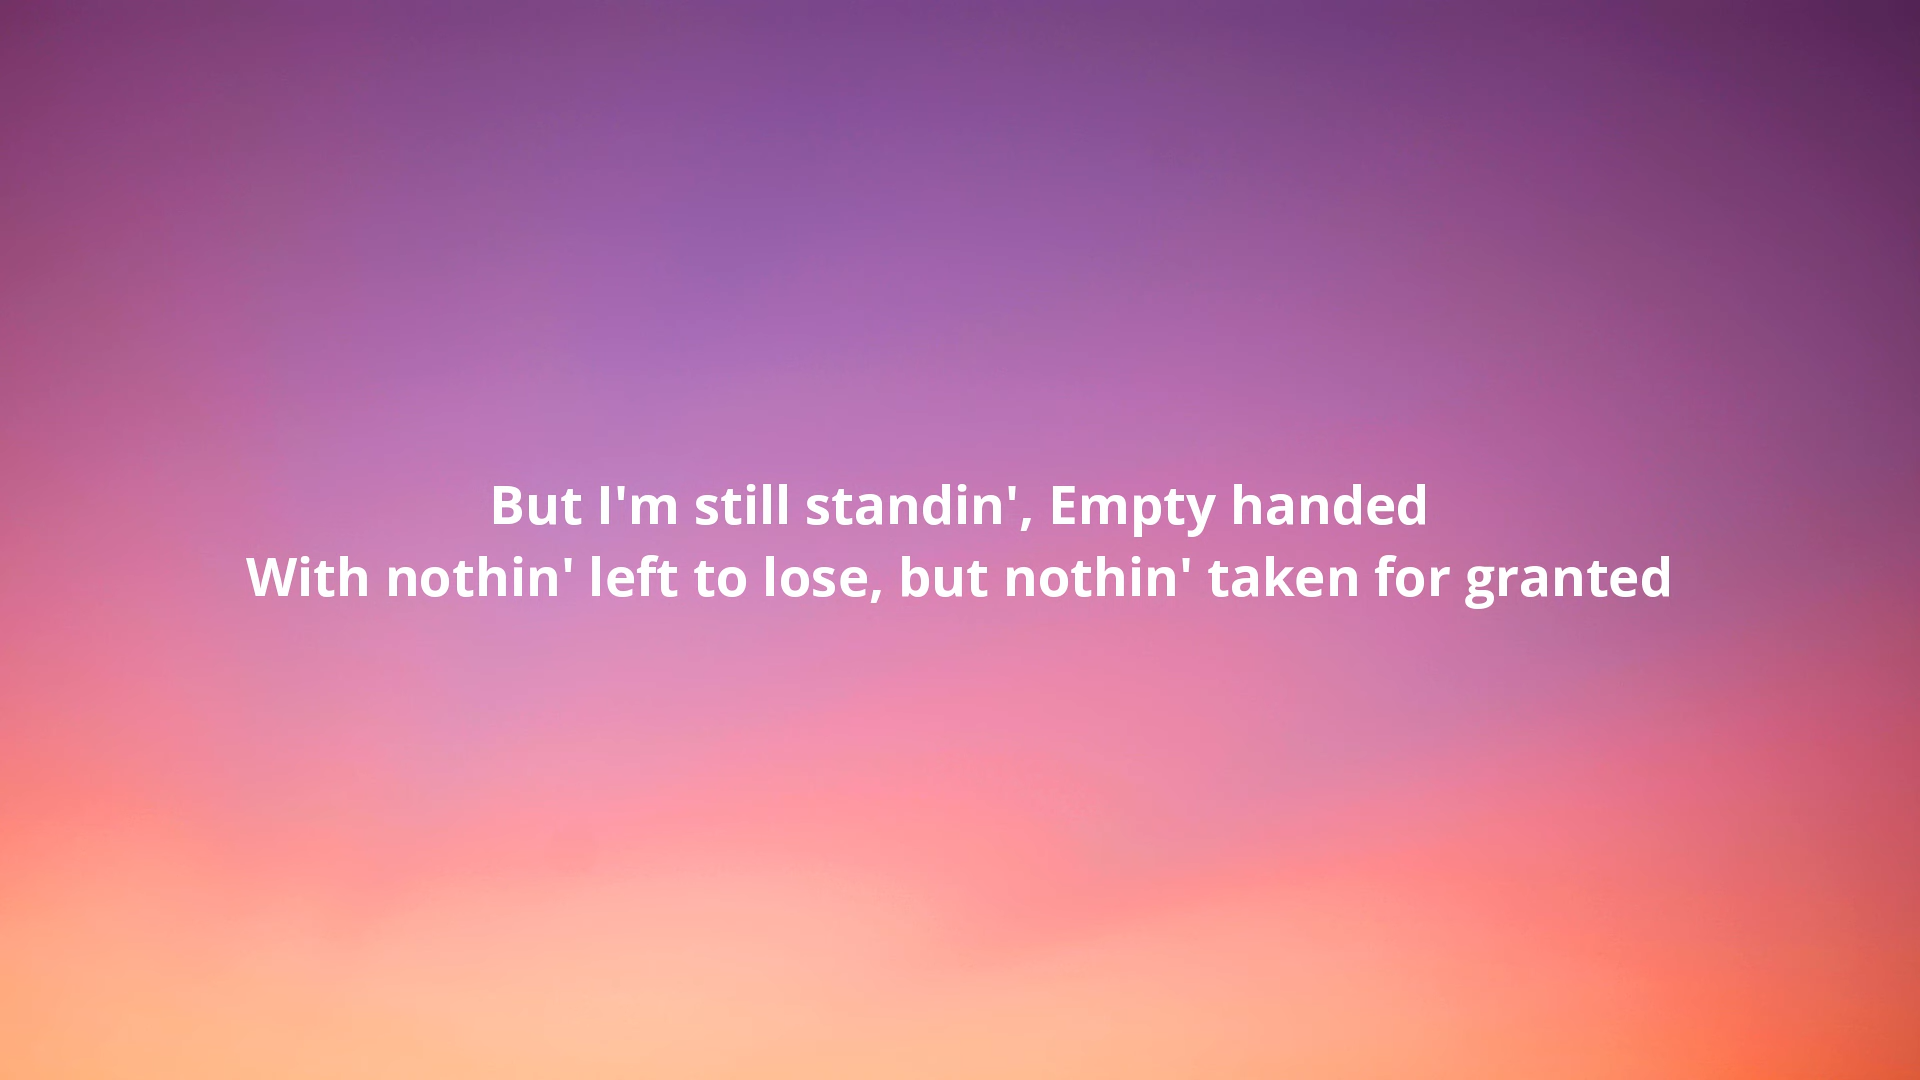 But I'm still standin', Empty handed
With nothin' left to lose, but nothin' taken for granted